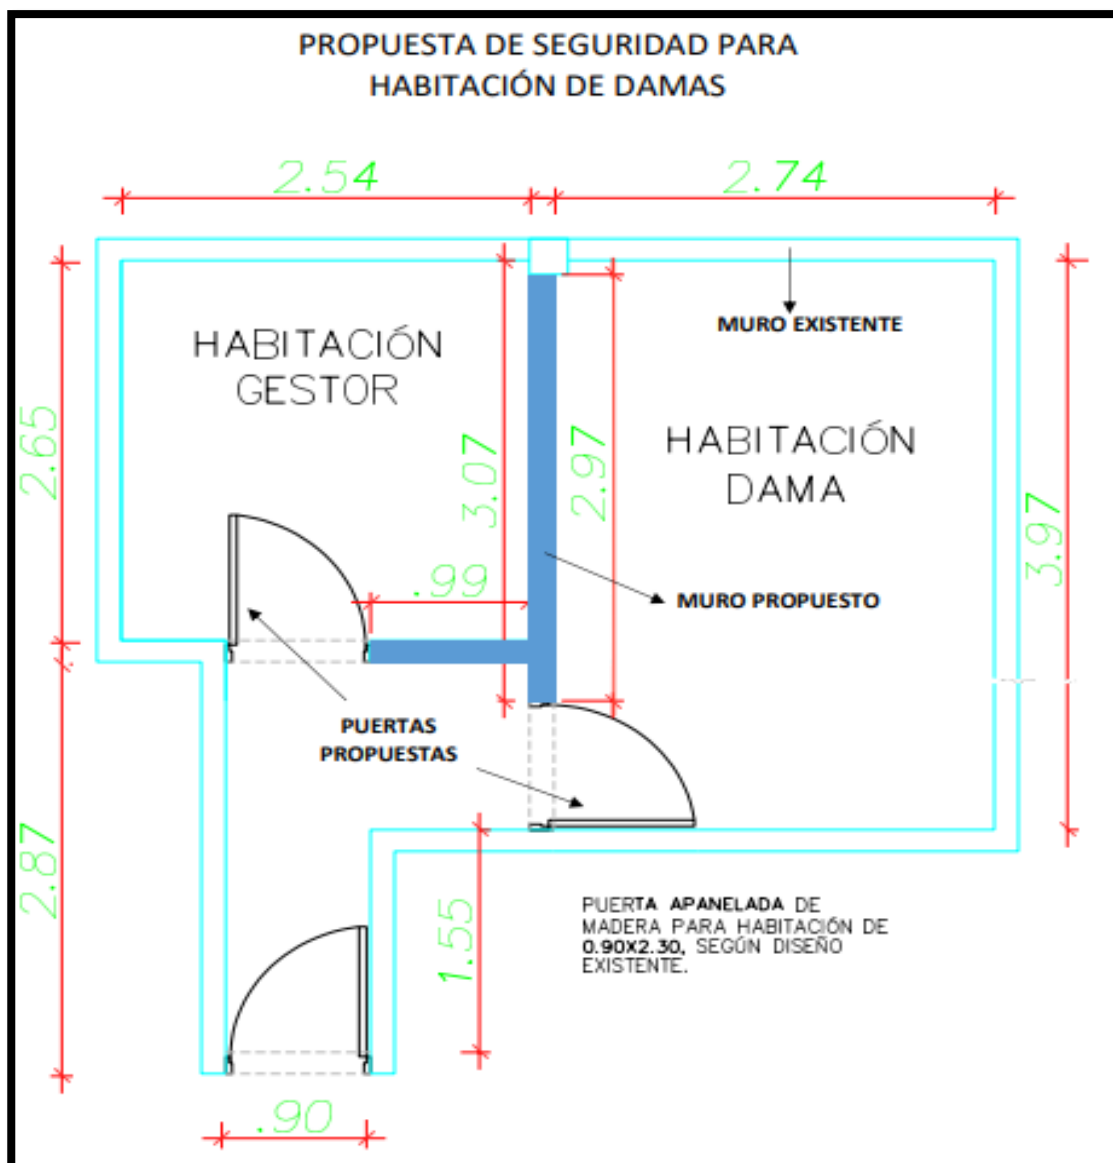 PROPUESTA DE SEGURIDAD PARA
HABITACIÓN DE DAMAS
2.54
2.74
MURO EXISTENTE
HABITACIÓN
GESTOR
2.65
3.07
2.97
HABITACIÓN
DAMA
3.97
.99
MURO PROPUESTO
PUERTAS
PROPUESTAS
2.87
1.55
PUERTA APANELADA DE
MADERA PARA HABITACIÓN DE
0.90X2.30, SEGÚN DISEÑO
EXISTENTE.
.90